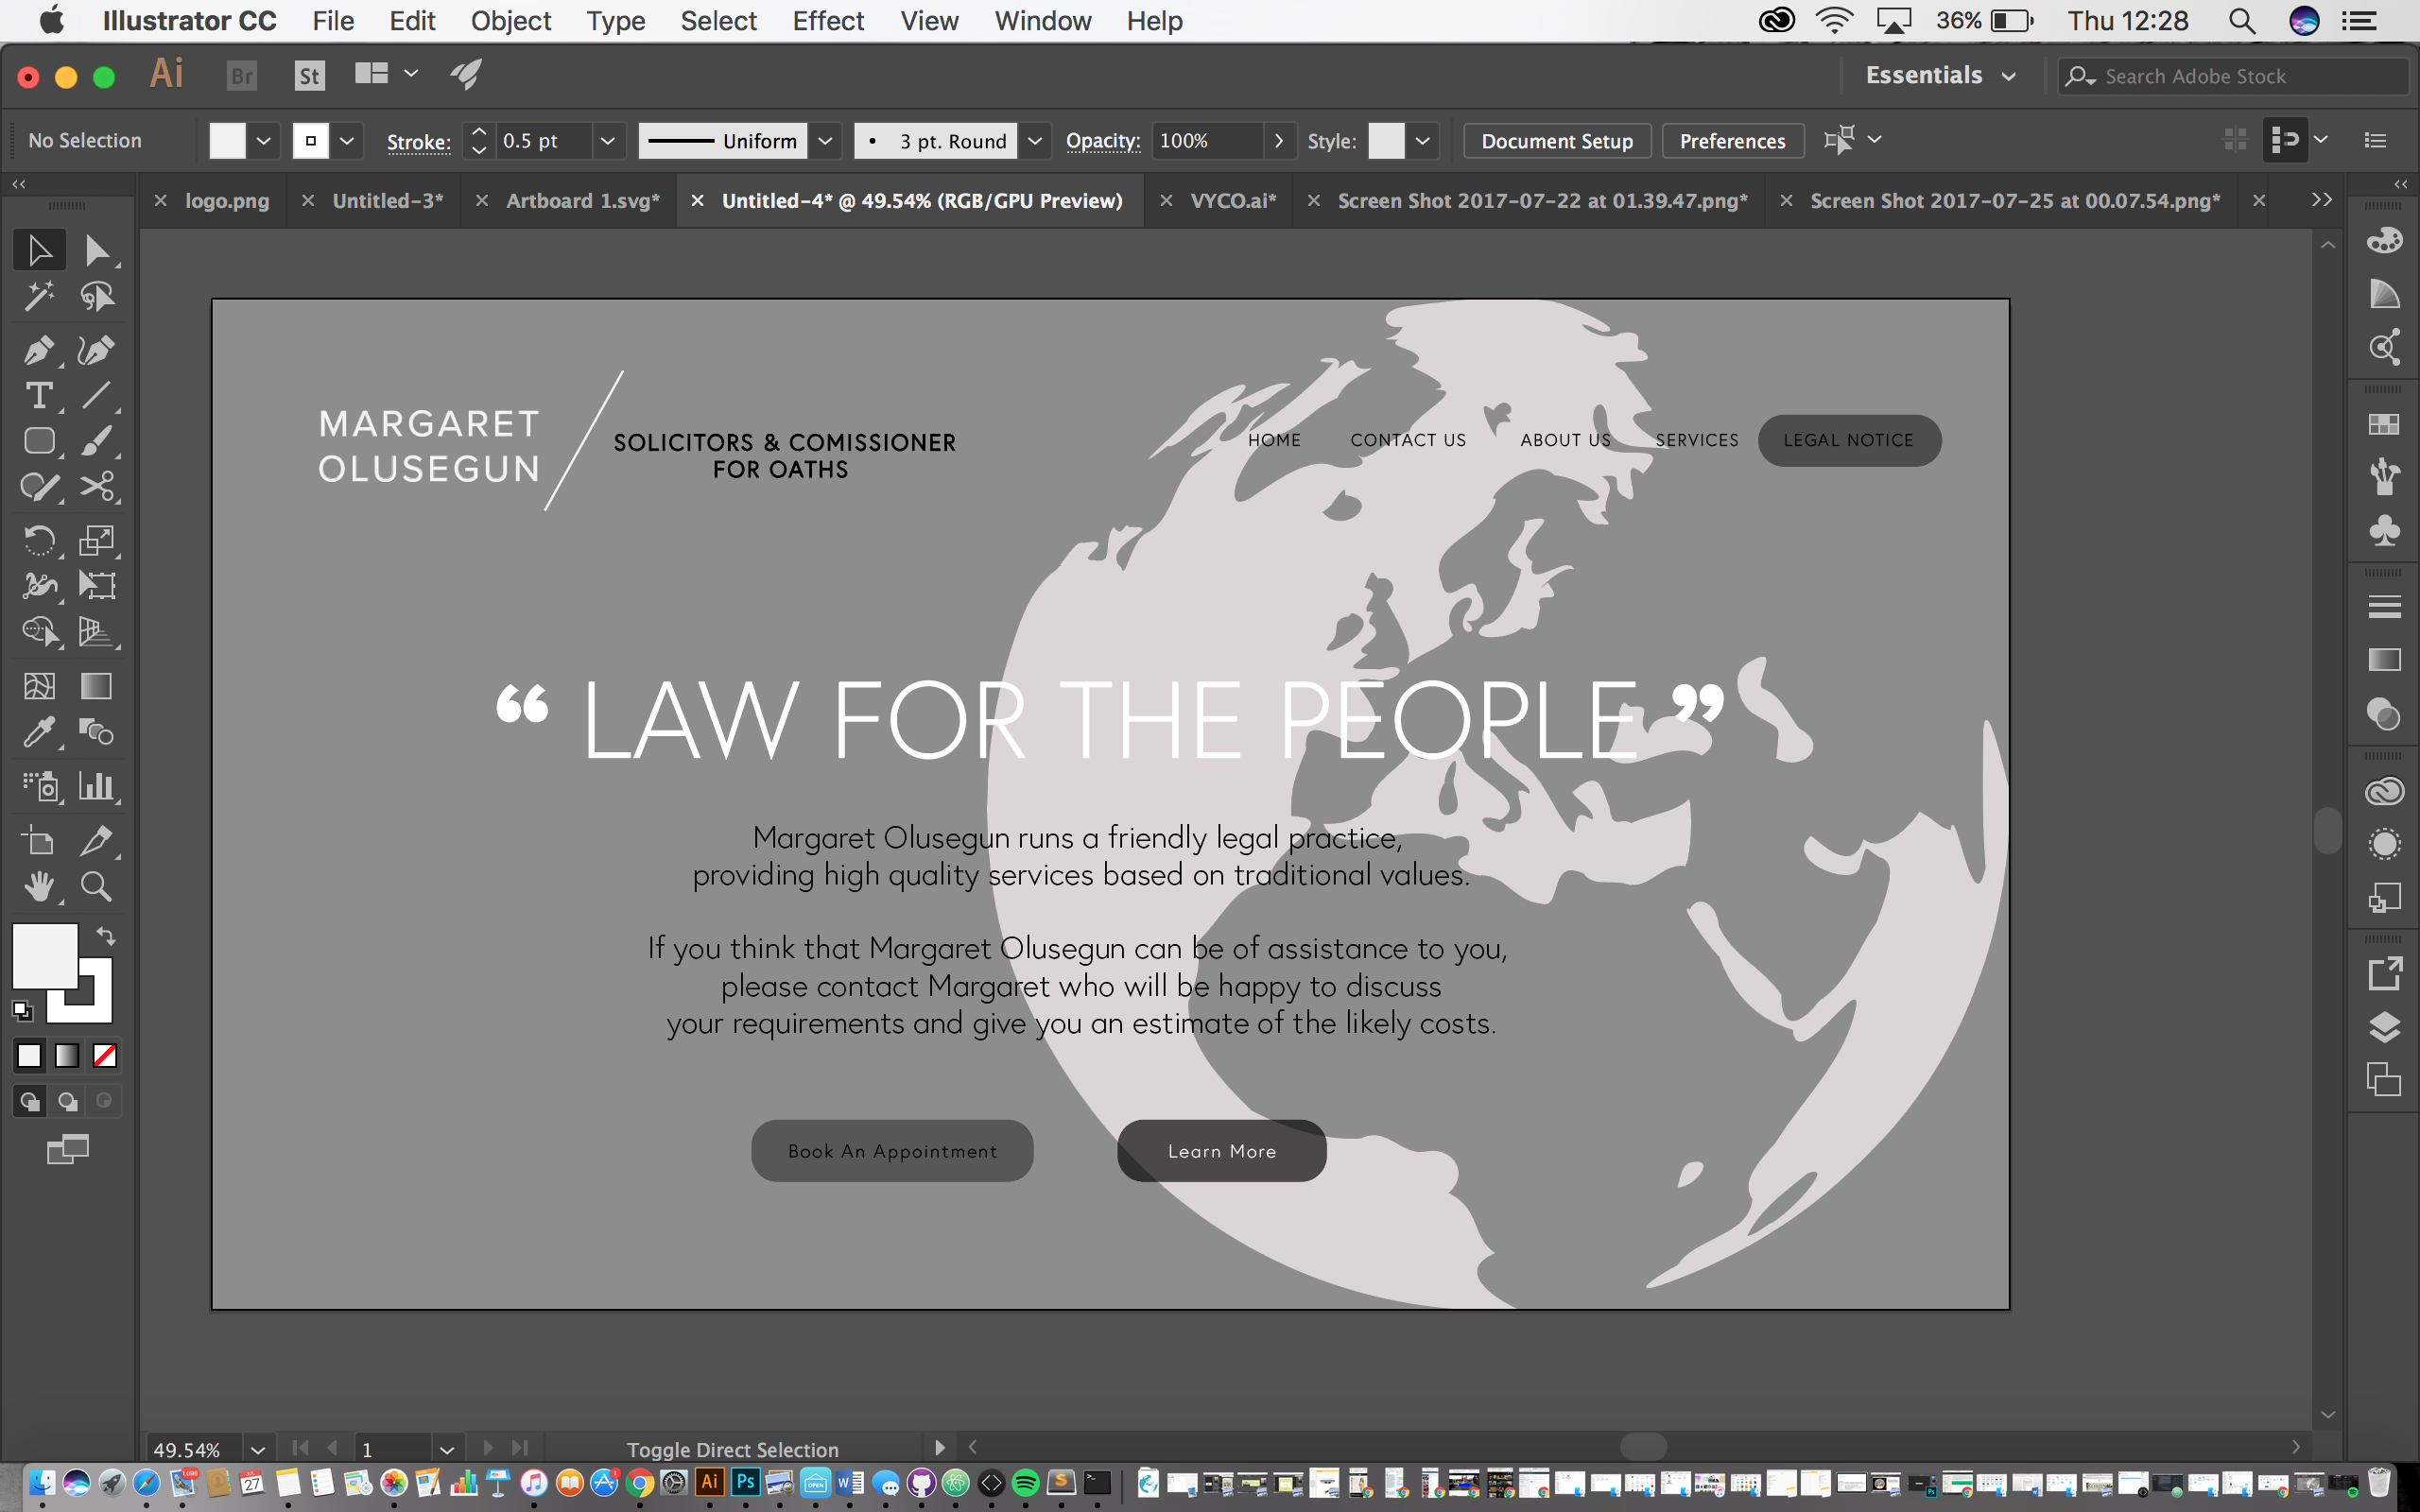 Illustrator CC File Edit Object Type Select Effect View Window Help 36% Thu 12:28
Ai Br St Essentials Search Adobe Stock
No Selection Stroke: 0.5 pt Uniform 3 pt. Round Opacity: 100% Style: Document Setup Preferences
logo.png Untitled-3* Artboard 1.svg* Untitled-4* @ 49.54% (RGB/GPU Preview) VYCO.ai* Screen Shot 2017-07-22 at 01.39.47.png* Screen Shot 2017-07-25 at 00.07.54.png*
MARGARET
OLUSEGUN
SOLICITORS & COMISSIONER
FOR OATHS
HOME CONTACT US ABOUT US SERVICES LEGAL NOTICE
“ LAW FOR THE PEOPLE ”
Margaret Olusegun runs a friendly legal practice,
providing high quality services based on traditional values.
If you think that Margaret Olusegun can be of assistance to you,
please contact Margaret who will be happy to discuss
your requirements and give you an estimate of the likely costs.
Book An Appointment Learn More
49.54% 1 Toggle Direct Selection
27 Ai Ps OPEN W S